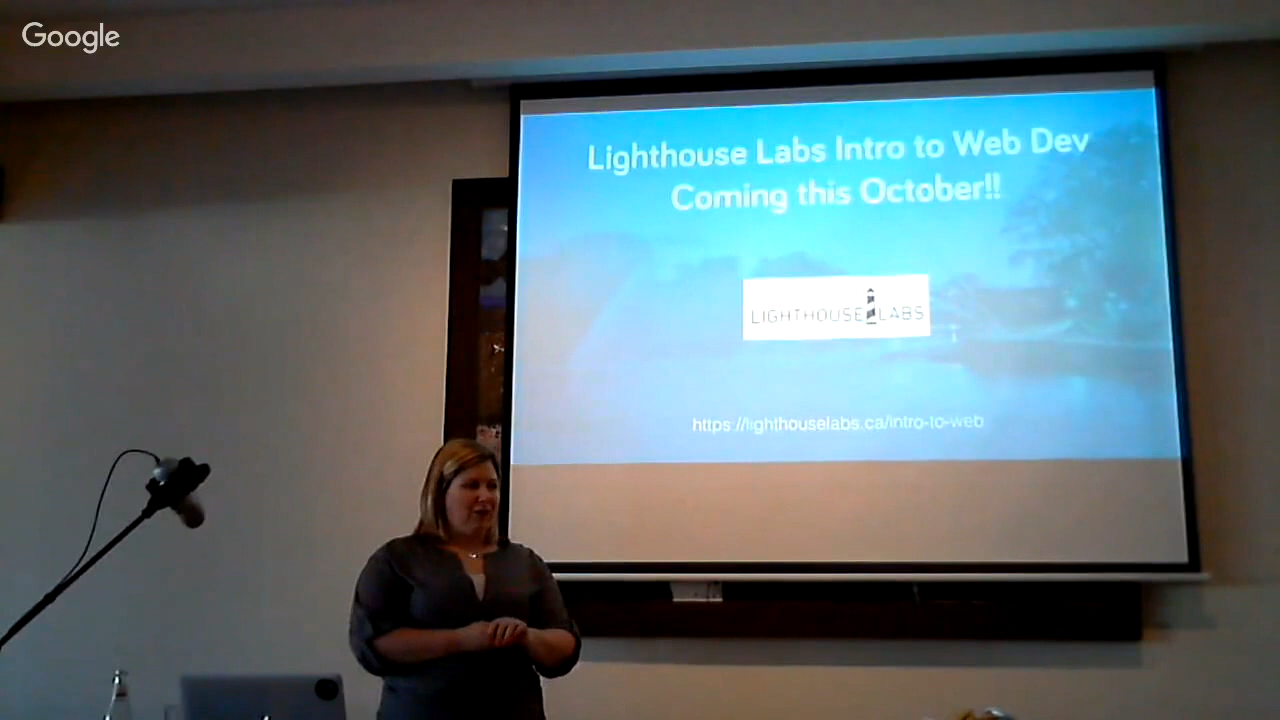 Google
Lighthouse Labs Intro to Web Dev
Coming this October!!
LIGHTHOUSE LABS
https://lighthouselabs.ca/intro-to-web